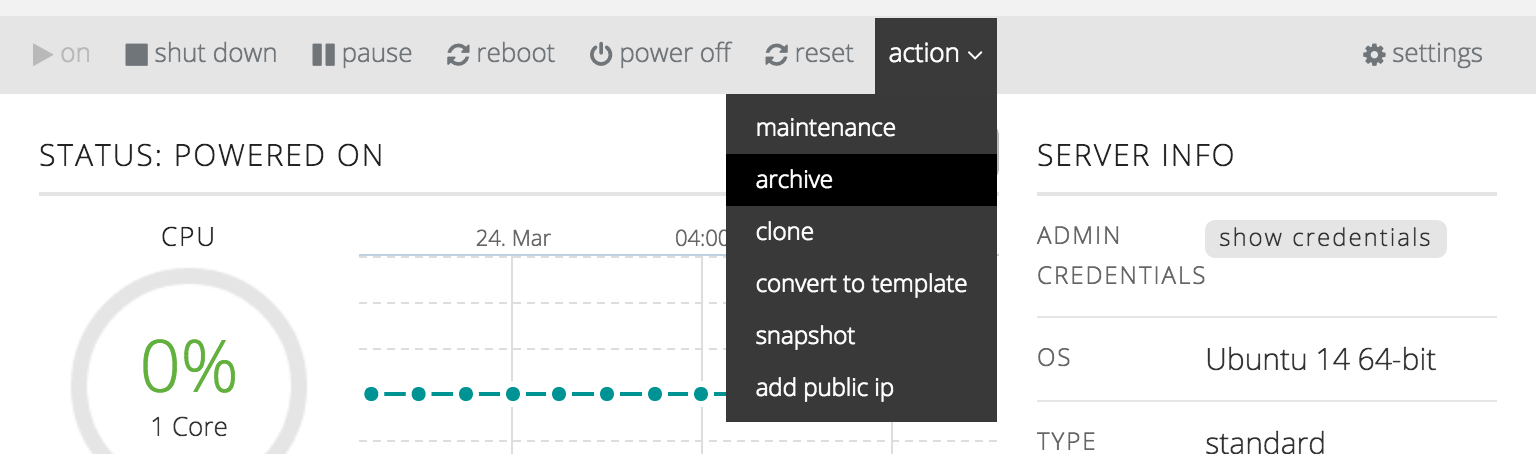 on shut down pause reboot power off reset action settings
maintenance
archive
clone
convert to template
snapshot
add public ip
STATUS: POWERED ON
CPU
0%
1 Core
24. Mar 04:00
SERVER INFO
ADMIN CREDENTIALS show credentials
OS Ubuntu 14 64-bit
TYPE standard